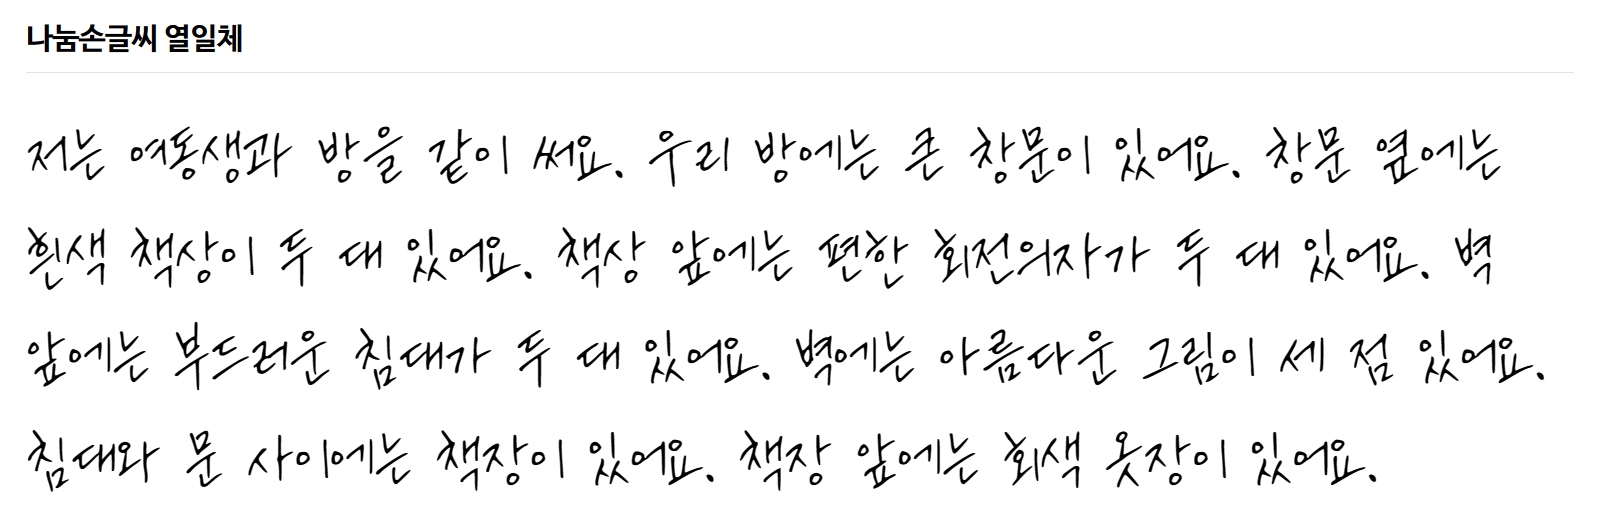 나눔손글씨 열일체
저는 여동생과 방을 같이 써요. 우리 방에는 큰 창문이 있어요. 창문 옆에는
흰색 책상이 두 대 있어요. 책상 앞에는 편한 회전의자가 두 대 있어요. 벽
앞에는 부드러운 침대가 두 대 있어요. 벽에는 아름다운 그림이 세 점 있어요.
침대와 문 사이에는 책장이 있어요. 책장 앞에는 회색 옷장이 있어요.